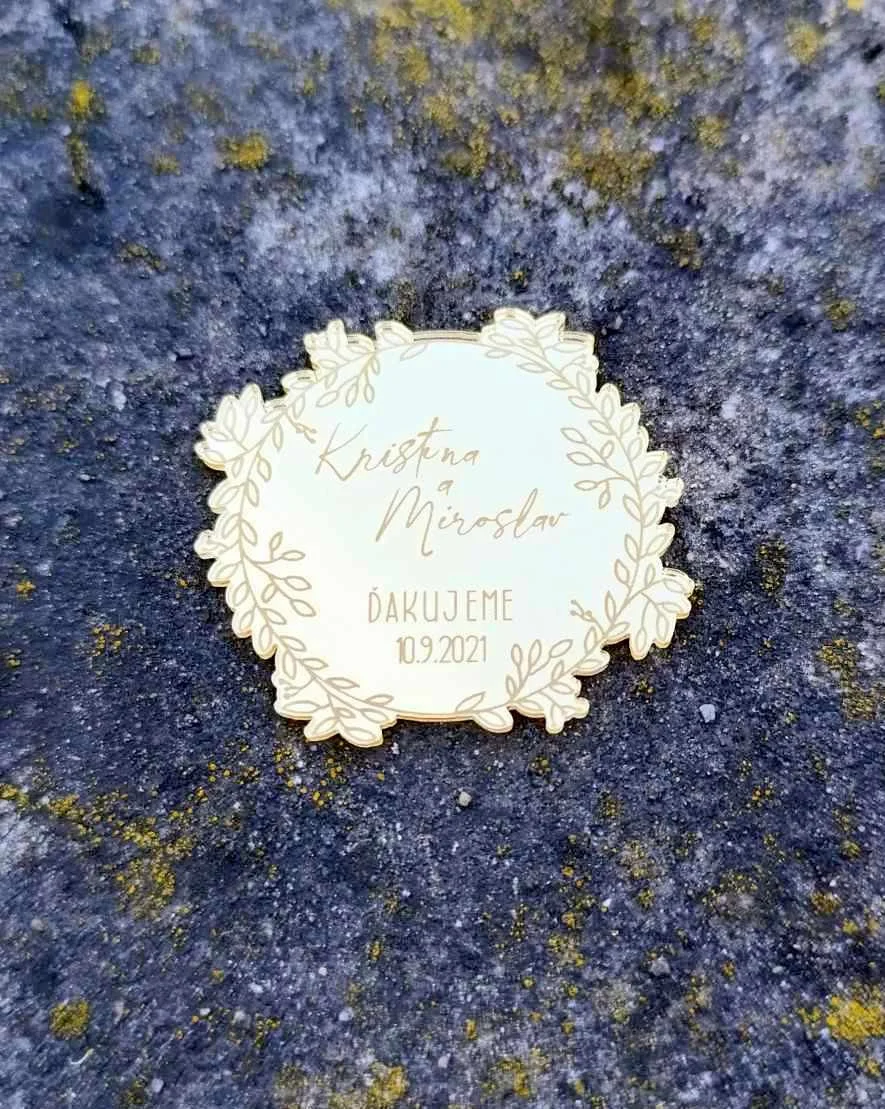 Kristína
a
Miroslav
ĎAKUJEME
10.9.2021